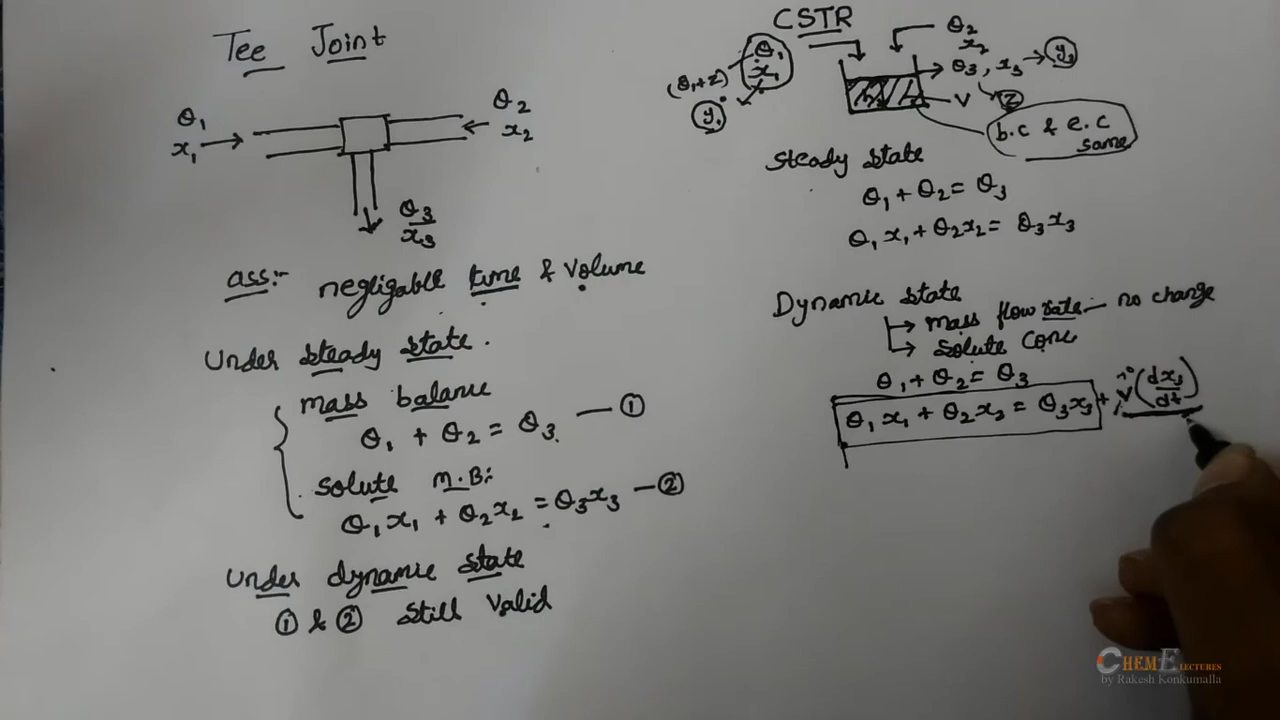 Tee Joint
θ₁
x₁
θ₂
x₂
θ₃
x₃
ass:- negligable time & Volume
Under steady state.
mass balance
θ₁ + θ₂ = θ₃ — ①
Solute M.B:
θ₁x₁ + θ₂x₂ = θ₃x₃ — ②
Under dynamic state
① & ② still valid
CSTR
θ₁
x₁
θ₂
x₂
θ₃, x₃
V
b.c & e.c
same
Steady state
θ₁ + θ₂ = θ₃
θ₁x₁ + θ₂x₂ = θ₃x₃
Dynamic state
→ mass flow rate — no change
→ Solute Conc
θ₁ + θ₂ = θ₃
θ₁x₁ + θ₂x₂ = θ₃x₃ + V(dx₃/dt)
CHEME LECTURES
by Rakesh Konkumalla